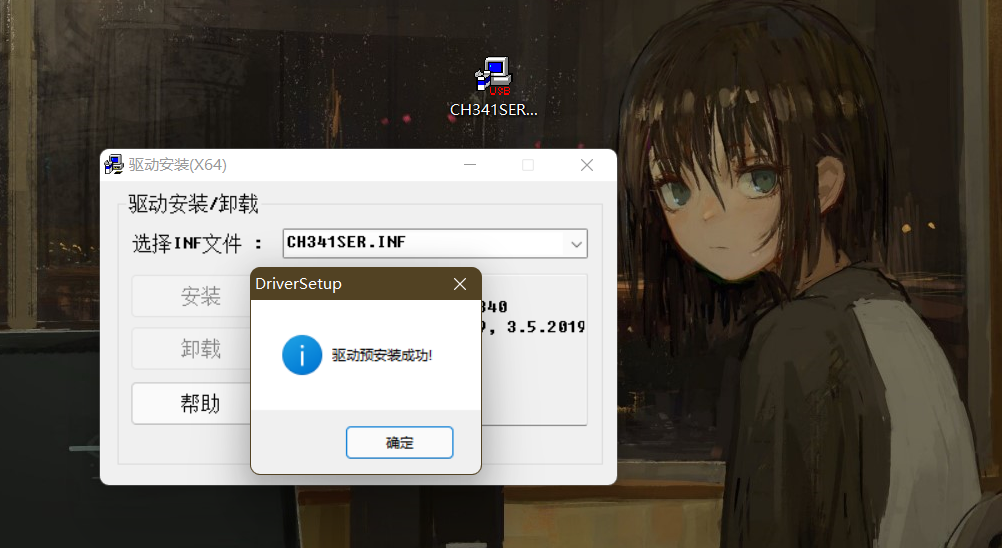 USB
CH341SER...
驱动安装(X64)
驱动安装/卸载
选择INF文件 :
CH341SER.INF
安装
卸载
帮助
DriverSetup
驱动预安装成功!
确定
340
, 3.5.2019